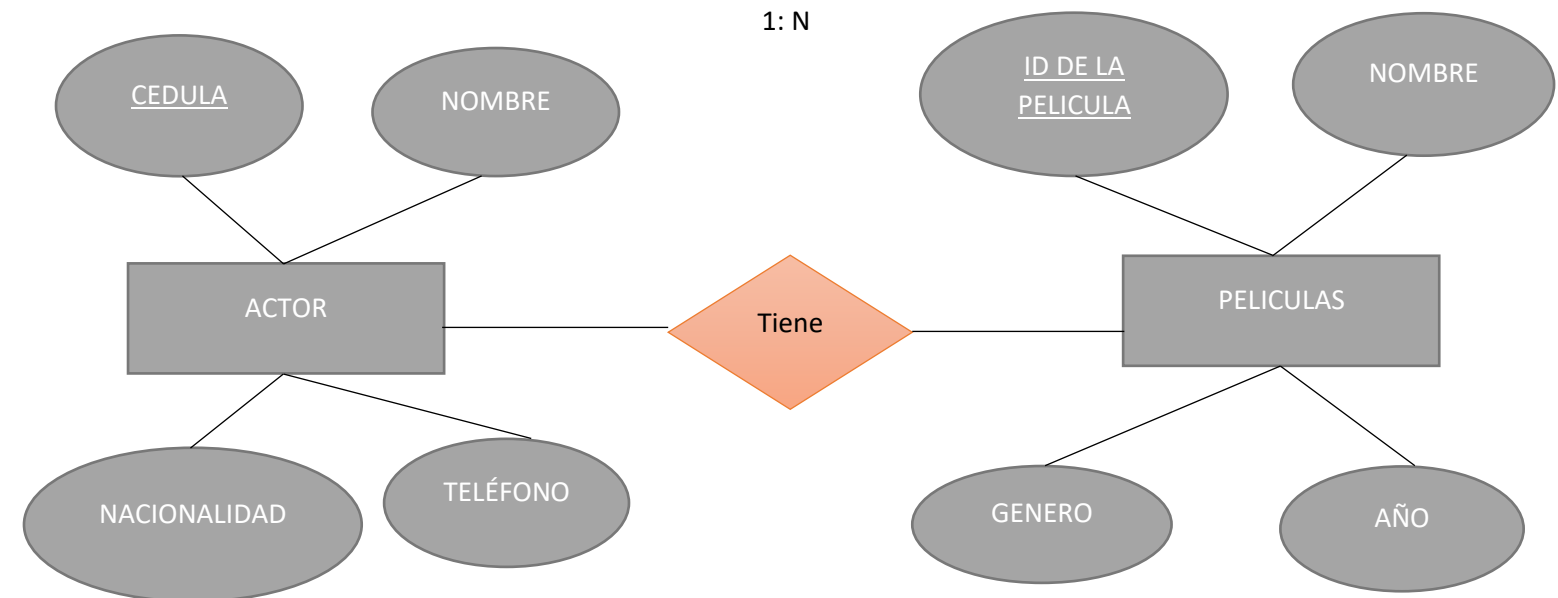 1: N
CEDULA
NOMBRE
ID DE LA
PELICULA
NOMBRE
ACTOR
Tiene
PELICULAS
NACIONALIDAD
TELÉFONO
GENERO
AÑO